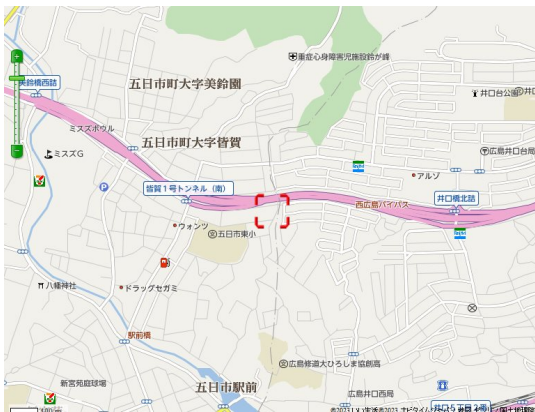 重症心身障害児施設鈴が峰
美鈴橋西詰
五日市町大字美鈴園
井口台公園
ミスズボウル
五日市町大字皆賀
ミスズG
広島井口台局
アルゾ
P
皆賀1号トンネル(南)
西広島バイパス
井口橋北詰
ウォンツ
五日市東小
八幡神社
ドラッグセガミ
駅前橋
広島修道大ひろしま協創高
新宮苑庭球場
五日市駅前
広島井口西局